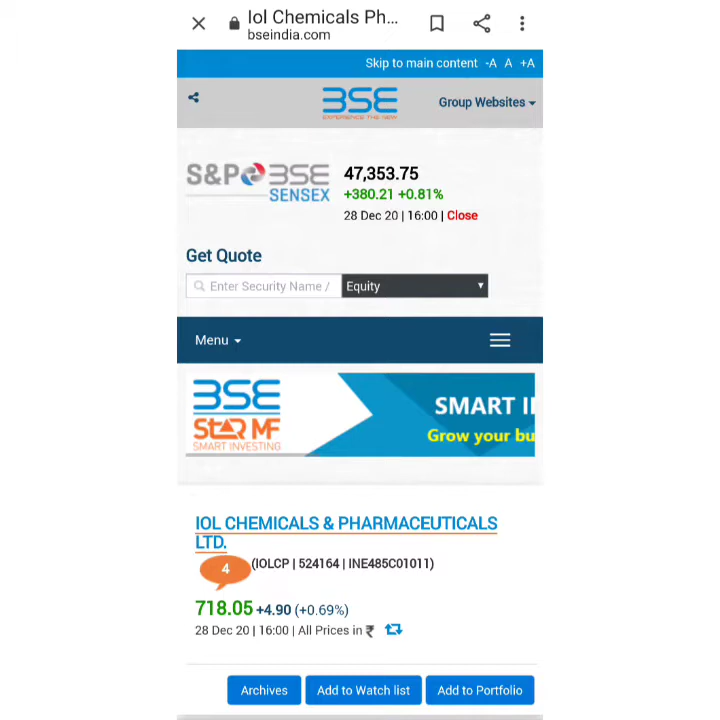 Iol Chemicals Ph...
bseindia.com
Skip to main content -A A +A
BSE
EXPERIENCE THE NEW
Group Websites
S&P BSE
SENSEX
47,353.75
+380.21 +0.81%
28 Dec 20 | 16:00 | Close
Get Quote
Enter Security Name /
Equity
Menu
BSE
STAR MF
SMART INVESTING
SMART I
Grow your bu
IOL CHEMICALS & PHARMACEUTICALS
LTD.
4
(IOLCP | 524164 | INE485C01011)
718.05 +4.90 (+0.69%)
28 Dec 20 | 16:00 | All Prices in ₹
Archives
Add to Watch list
Add to Portfolio